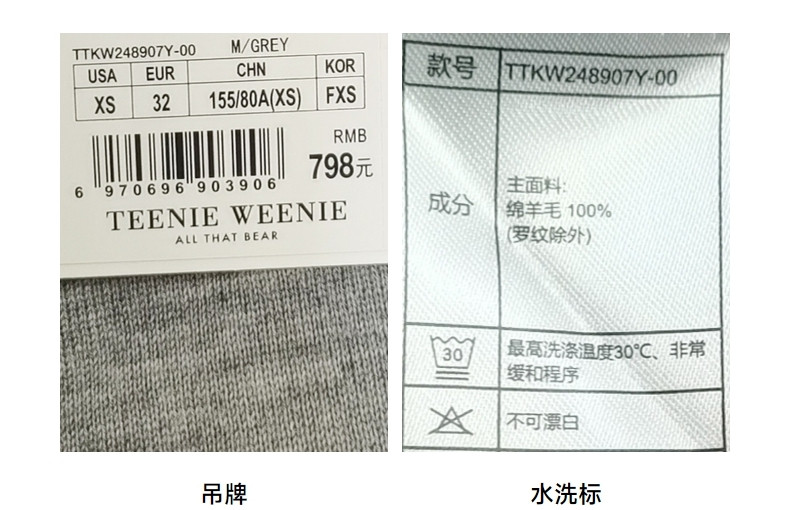 TTKW248907Y-00 M/GREY
USA EUR CHN KOR
XS 32 155/80A(XS) FXS
RMB
798元
6 970696 903906
TEENIE WEENIE
ALL THAT BEAR
吊牌
款号 TTKW248907Y-00
成分
主面料:
绵羊毛 100%
(罗纹除外)
30
最高洗涤温度30℃、非常
缓和程序
不可漂白
水洗标